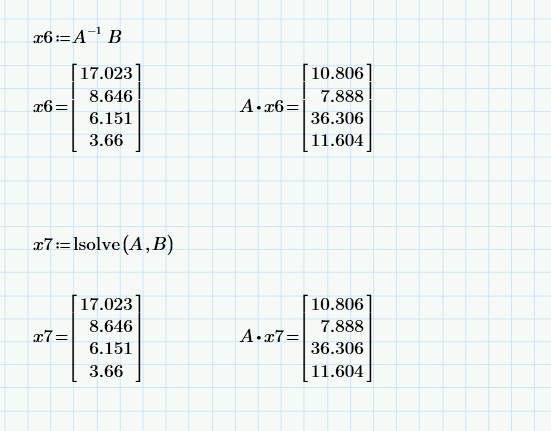 x6:=A⁻¹ B
x6=[17.023 8.646 6.151 3.66] A·x6=[10.806 7.888 36.306 11.604]
x7:=lsolve(A,B)
x7=[17.023 8.646 6.151 3.66] A·x7=[10.806 7.888 36.306 11.604]